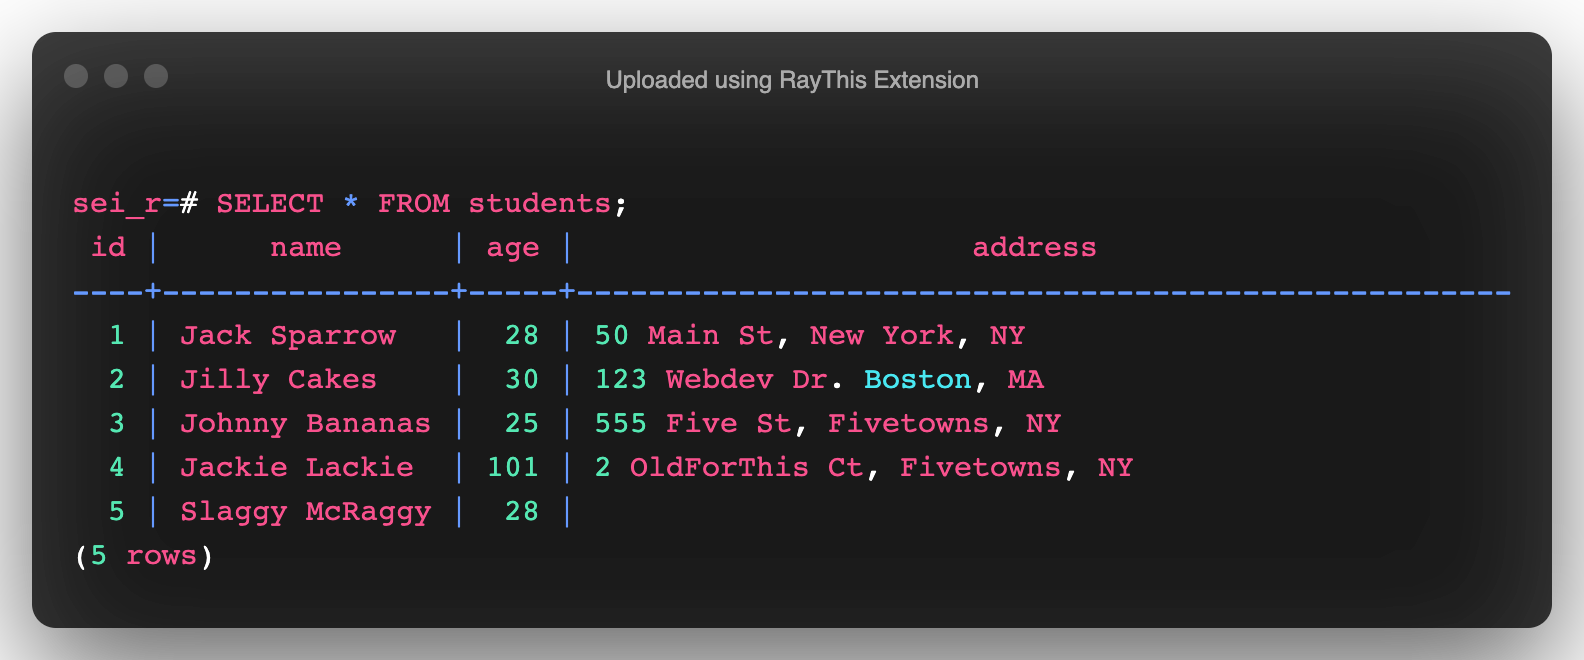 Uploaded using RayThis Extension
sei_r=# SELECT * FROM students;
 id |      name      | age |                      address
----+----------------+-----+----------------------------------------------------
  1 | Jack Sparrow   |  28 | 50 Main St, New York, NY
  2 | Jilly Cakes    |  30 | 123 Webdev Dr. Boston, MA
  3 | Johnny Bananas |  25 | 555 Five St, Fivetowns, NY
  4 | Jackie Lackie  | 101 | 2 OldForThis Ct, Fivetowns, NY
  5 | Slaggy McRaggy |  28 |
(5 rows)